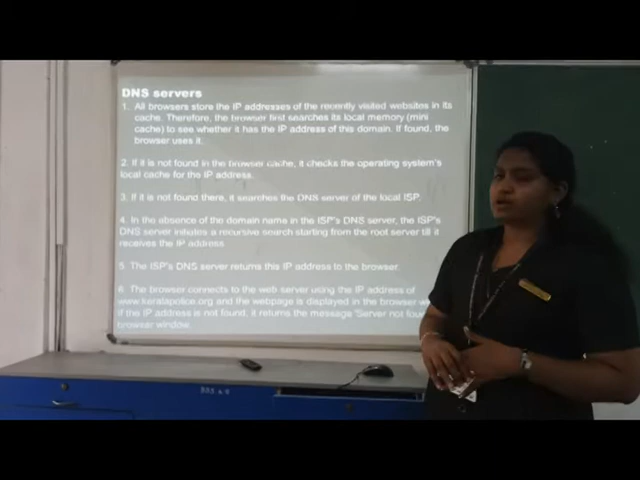 DNS servers
1. All browsers store the IP addresses of the recently visited websites in its
cache. Therefore, the browser first searches its local memory (mini
cache) to see whether it has the IP address of this domain. If found, the
browser uses it.
2. If it is not found in the browser cache, it checks the operating system's
local cache for the IP address.
3. If it is not found there, it searches the DNS server of the local ISP.
4. In the absence of the domain name in the ISP's DNS server, the ISP's
DNS server initiates a recursive search starting from the root server till it
receives the IP address.
5. The ISP's DNS server returns this IP address to the browser.
6. The browser connects to the web server using the IP address of
www.keralapolice.org and the webpage is displayed in the browser
if the IP address is not found, it returns the message 'Server not
browser window.